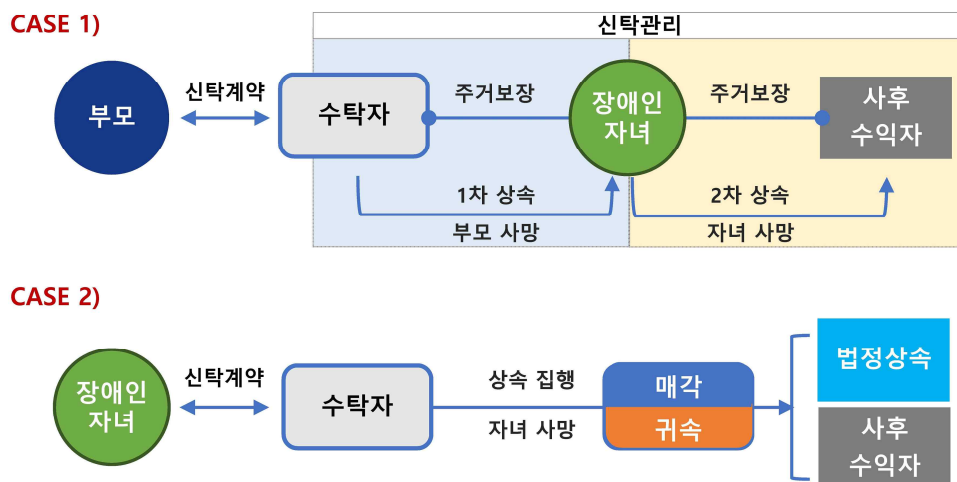 CASE 1)
신탁관리
부모
신탁계약
수탁자
주거보장
장애인
자녀
주거보장
사후
수익자
1차 상속
부모 사망
2차 상속
자녀 사망
CASE 2)
장애인
자녀
신탁계약
수탁자
상속 집행
자녀 사망
매각
귀속
법정상속
사후
수익자